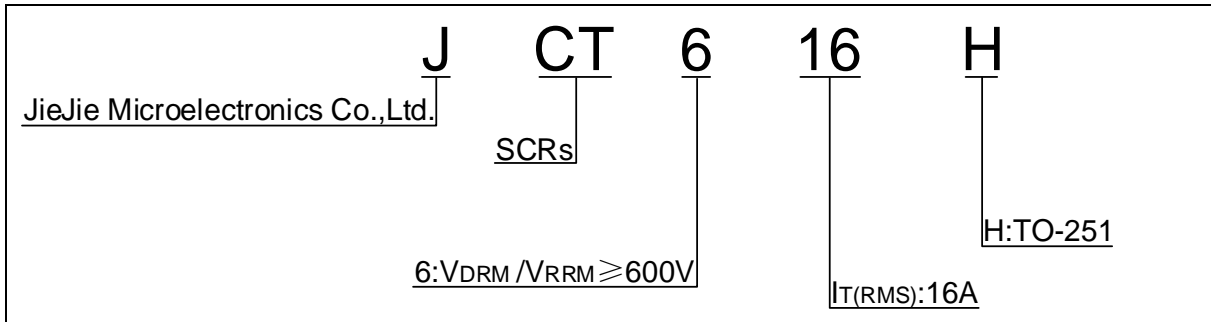 J CT 6 16 H
JieJie Microelectronics Co.,Ltd.
SCRs
H:TO-251
6:VDRM/VRRM≥600V
IT(RMS):16A